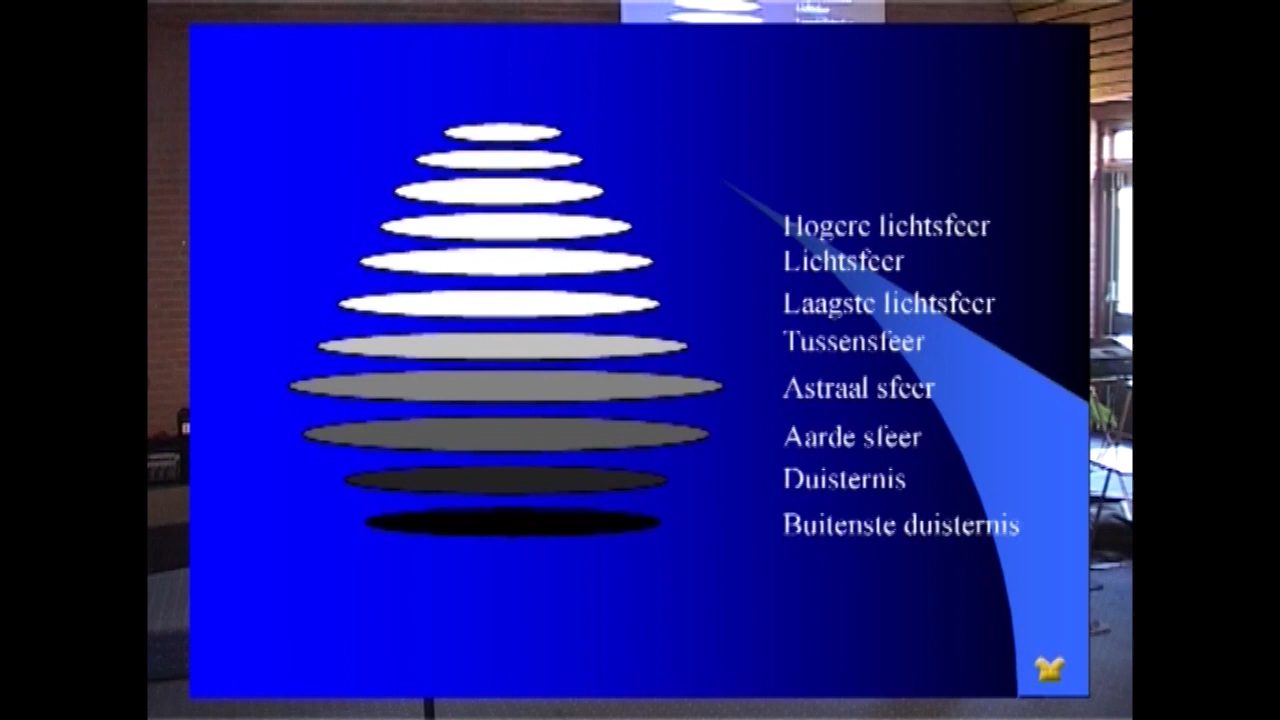 Hogere lichtsfeer
Lichtsfeer
Laagste lichtsfeer
Tussensfeer
Astraal sfeer
Aarde sfeer
Duisternis
Buitenste duisternis